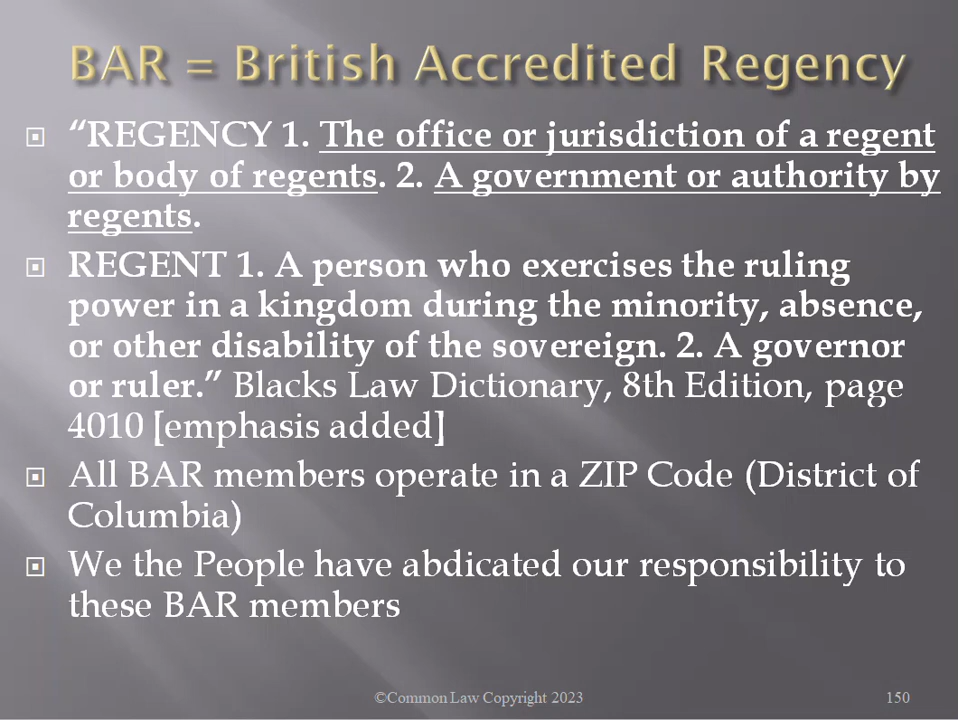 BAR = British Accredited Regency
“REGENCY 1. The office or jurisdiction of a regent
or body of regents. 2. A government or authority by
regents.
REGENT 1. A person who exercises the ruling
power in a kingdom during the minority, absence,
or other disability of the sovereign. 2. A governor
or ruler.” Blacks Law Dictionary, 8th Edition, page
4010 [emphasis added]
All BAR members operate in a ZIP Code (District of
Columbia)
We the People have abdicated our responsibility to
these BAR members
©Common Law Copyright 2023
150